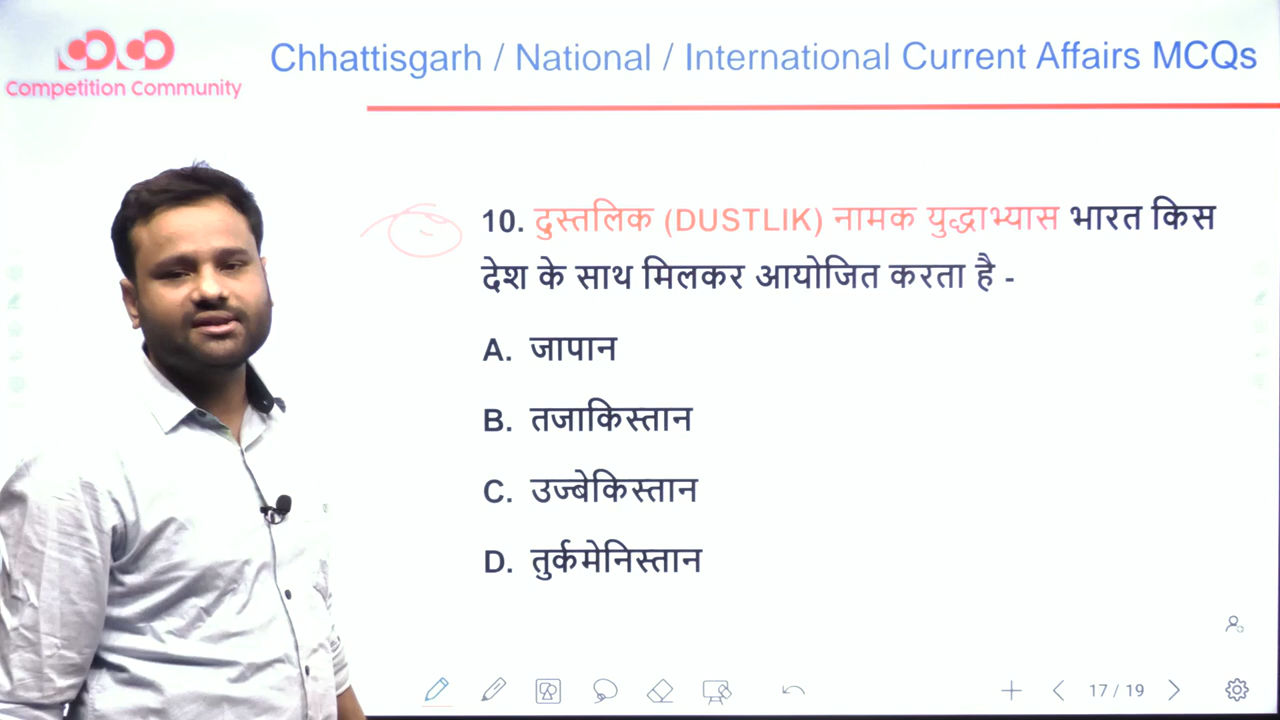 Competition Community
Chhattisgarh / National / International Current Affairs MCQs
10. दुस्तलिक (DUSTLIK) नामक युद्धाभ्यास भारत किस
देश के साथ मिलकर आयोजित करता है -
A. जापान
B. तजाकिस्तान
C. उज्बेकिस्तान
D. तुर्कमेनिस्तान
17 / 19